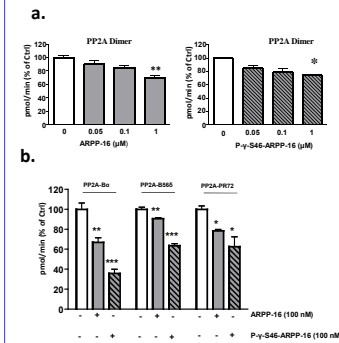 a.
PP2A Dimer
pmol/min (% of Ctrl)
120
100
80
60
40
20
0
**
0 0.05 0.1 1
ARPP-16 (μM)
PP2A Dimer
pmol/min (% of Ctrl)
120
100
80
60
40
20
0
*
0 0.05 0.1 1
P-γ-S46-ARPP-16 (μM)
b.
PP2A-Bα PP2A-B56δ PP2A-PR72
pmol/min (% of Ctrl)
120
100
80
60
40
20
0
** *** ** *** * *
- + - - + - - + - ARPP-16 (100 nM)
- - + - - + - - + P-γ-S46-ARPP-16 (100 nM)